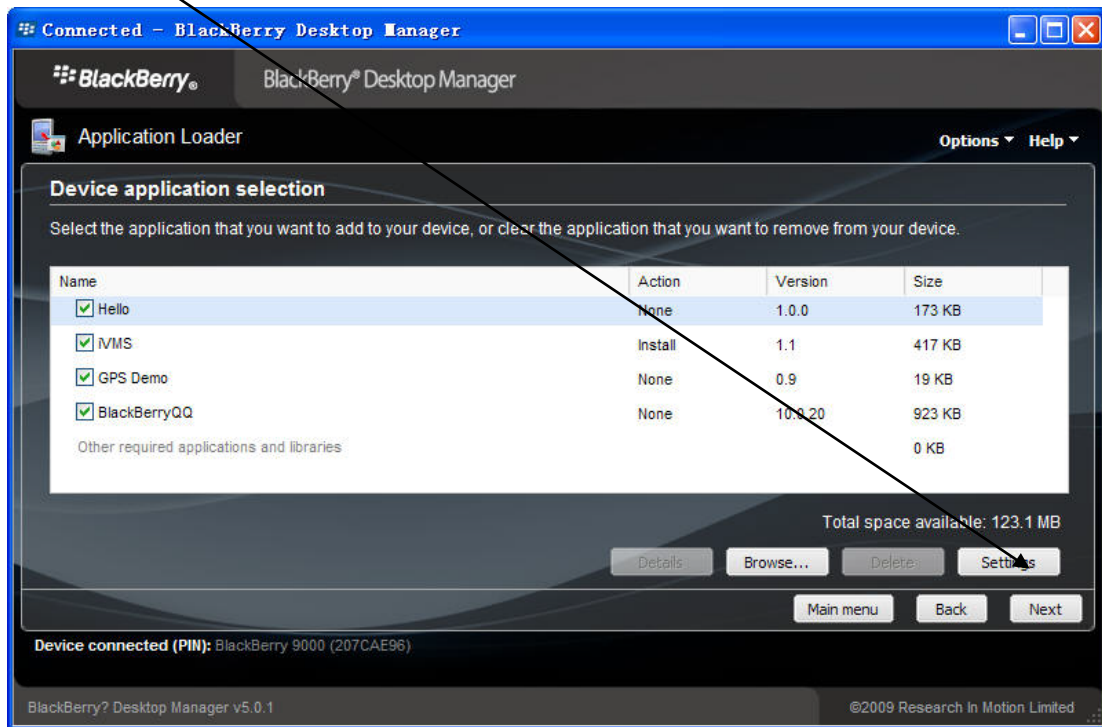 Connected - BlackBerry Desktop Manager
BlackBerry® BlackBerry® Desktop Manager
Application Loader Options Help
Device application selection
Select the application that you want to add to your device, or clear the application that you want to remove from your device.
Name Action Version Size
Hello None 1.0.0 173 KB
iVMS Install 1.1 417 KB
GPS Demo None 0.9 19 KB
BlackBerryQQ None 10.0.20 923 KB
Other required applications and libraries 0 KB
Total space available: 123.1 MB
Details Browse... Delete Settings
Main menu Back Next
Device connected (PIN): BlackBerry 9000 (207CAE96)
BlackBerry? Desktop Manager v5.0.1 ©2009 Research In Motion Limited